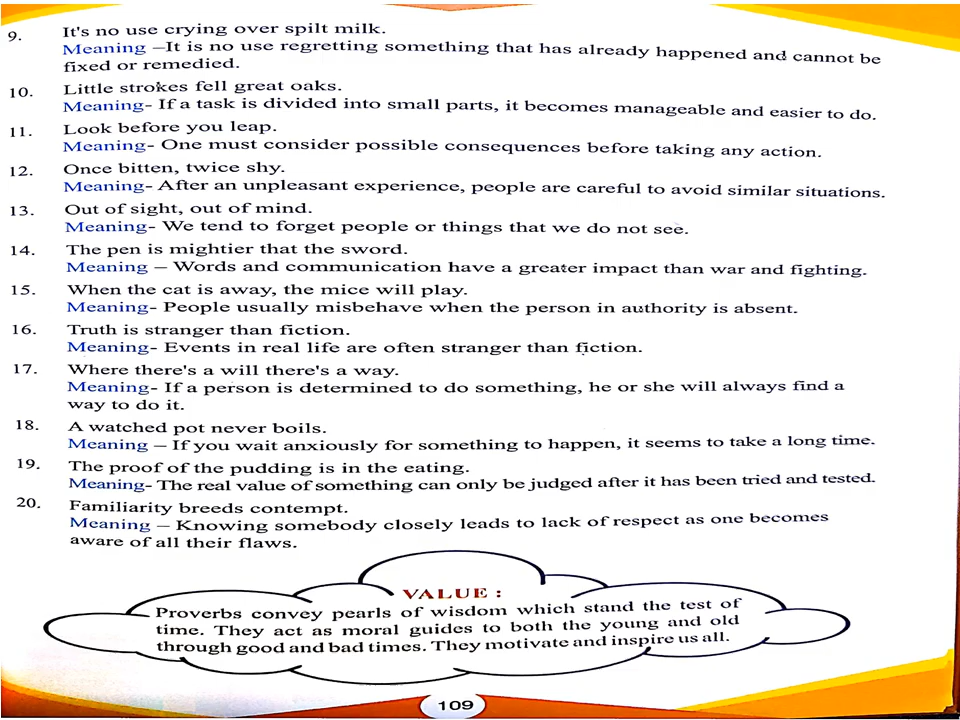 9. It's no use crying over spilt milk.
Meaning –It is no use regretting something that has already happened and cannot be
fixed or remedied.
10. Little strokes fell great oaks.
Meaning- If a task is divided into small parts, it becomes manageable and easier to do.
11. Look before you leap.
Meaning- One must consider possible consequences before taking any action.
12. Once bitten, twice shy.
Meaning- After an unpleasant experience, people are careful to avoid similar situations.
13. Out of sight, out of mind.
Meaning- We tend to forget people or things that we do not see.
14. The pen is mightier that the sword.
Meaning – Words and communication have a greater impact than war and fighting.
15. When the cat is away, the mice will play.
Meaning- People usually misbehave when the person in authority is absent.
16. Truth is stranger than fiction.
Meaning- Events in real life are often stranger than fiction.
17. Where there's a will there's a way.
Meaning- If a person is determined to do something, he or she will always find a
way to do it.
18. A watched pot never boils.
Meaning – If you wait anxiously for something to happen, it seems to take a long time.
19. The proof of the pudding is in the eating.
Meaning- The real value of something can only be judged after it has been tried and tested.
20. Familiarity breeds contempt.
Meaning – Knowing somebody closely leads to lack of respect as one becomes
aware of all their flaws.
VALUE :
Proverbs convey pearls of wisdom which stand the test of
time. They act as moral guides to both the young and old
through good and bad times. They motivate and inspire us all.
109